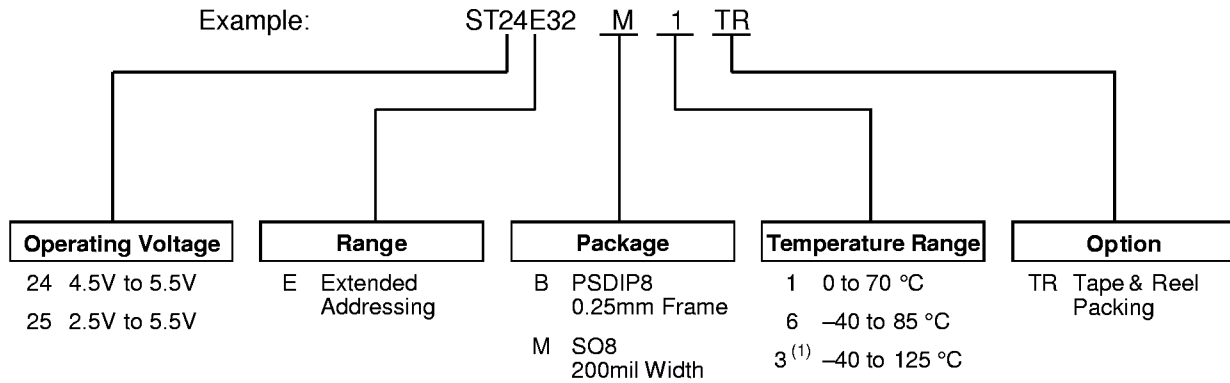 Example: ST24E32 M 1 TR
Operating Voltage
24 4.5V to 5.5V
25 2.5V to 5.5V
Range
E Extended
Addressing
Package
B PSDIP8
0.25mm Frame
M SO8
200mil Width
Temperature Range
1 0 to 70 °C
6 –40 to 85 °C
3 (1) –40 to 125 °C
Option
TR Tape & Reel
Packing